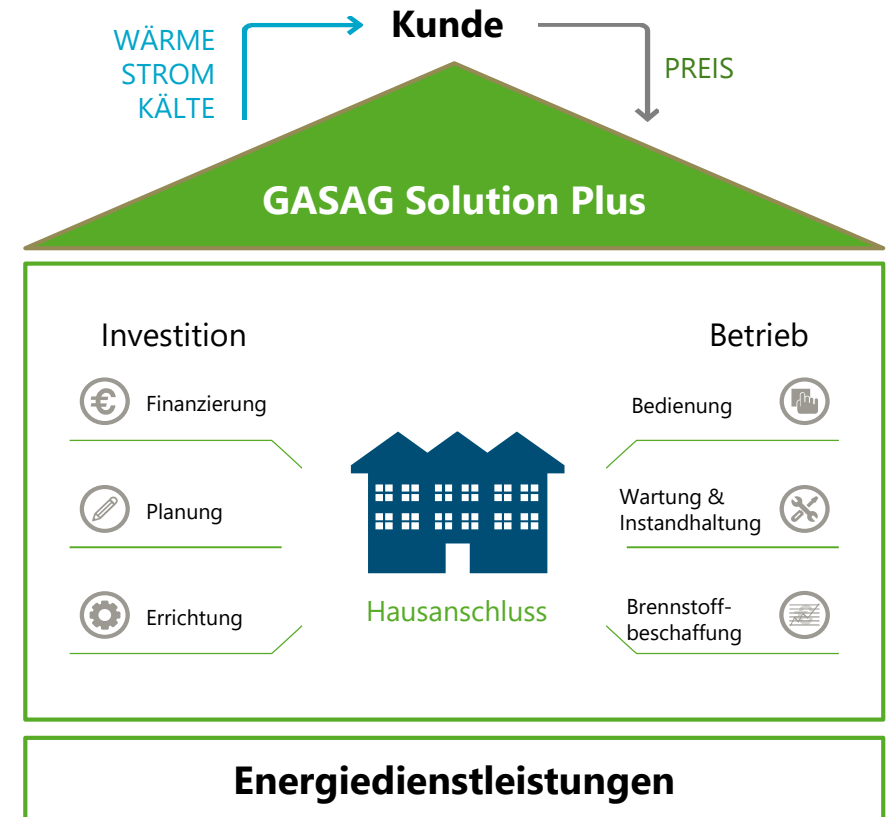 Kunde
WÄRME
STROM
KÄLTE
PREIS
GASAG Solution Plus
Investition
Finanzierung
Planung
Errichtung
Hausanschluss
Betrieb
Bedienung
Wartung &
Instandhaltung
Brennstoff-
beschaffung
Energiedienstleistungen